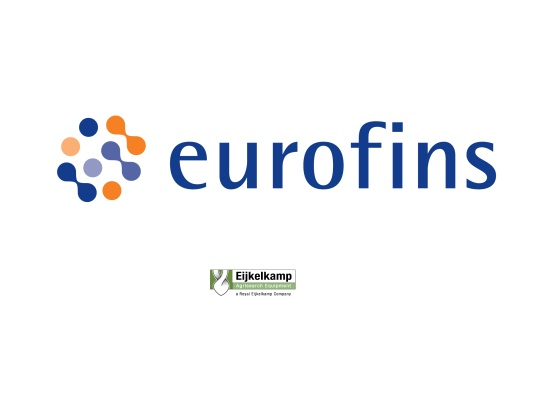 eurofins
Eijkelkamp
Agrisearch Equipment
a Royal Eijkelkamp Company